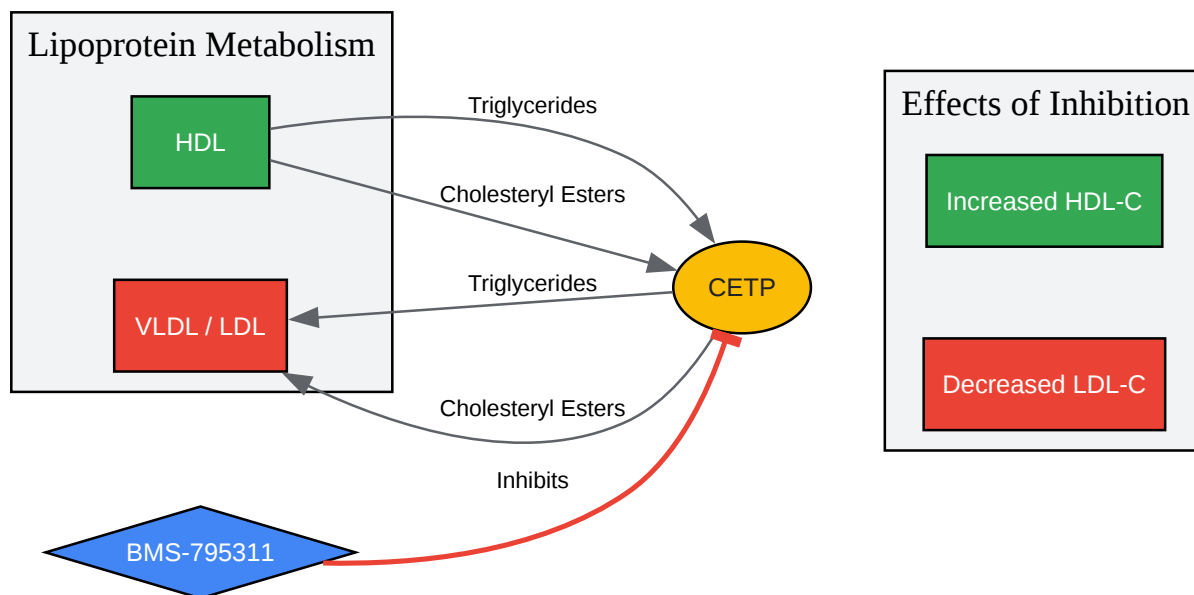 Lipoprotein Metabolism
HDL
Triglycerides
Cholesteryl Esters
VLDL / LDL
Triglycerides
Cholesteryl Esters
CETP
Inhibits
BMS-795311
Effects of Inhibition
Increased HDL-C
Decreased LDL-C